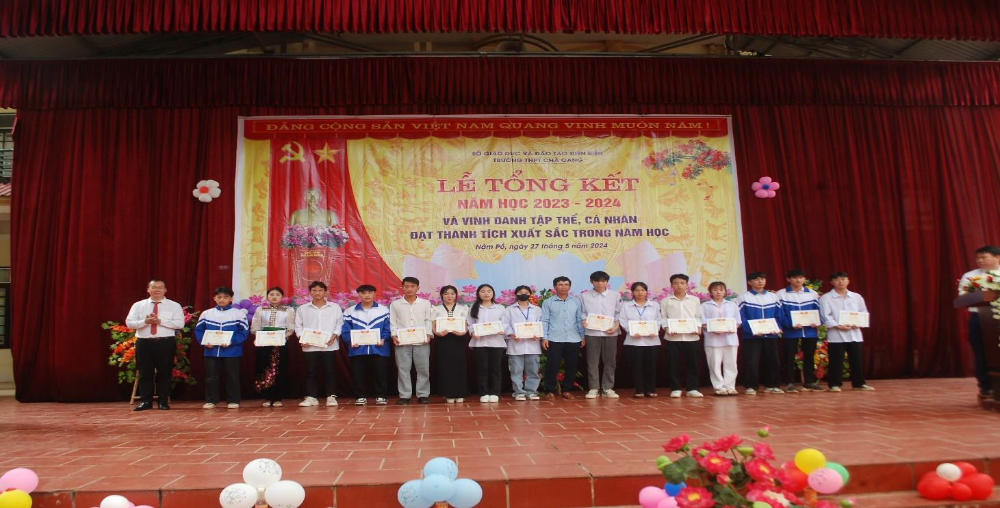 ĐẢNG CỘNG SẢN VIỆT NAM QUANG VINH MUÔN NĂM !
SỞ GIÁO DỤC VÀ ĐÀO TẠO ĐIỆN BIÊN
TRƯỜNG THPT CHÀ CANG
LỄ TỔNG KẾT
NĂM HỌC 2023 - 2024
VÀ VINH DANH TẬP THỂ, CÁ NHÂN
ĐẠT THÀNH TÍCH XUẤT SẮC TRONG NĂM HỌC
Nậm Pồ, ngày 27 tháng 5 năm 2024